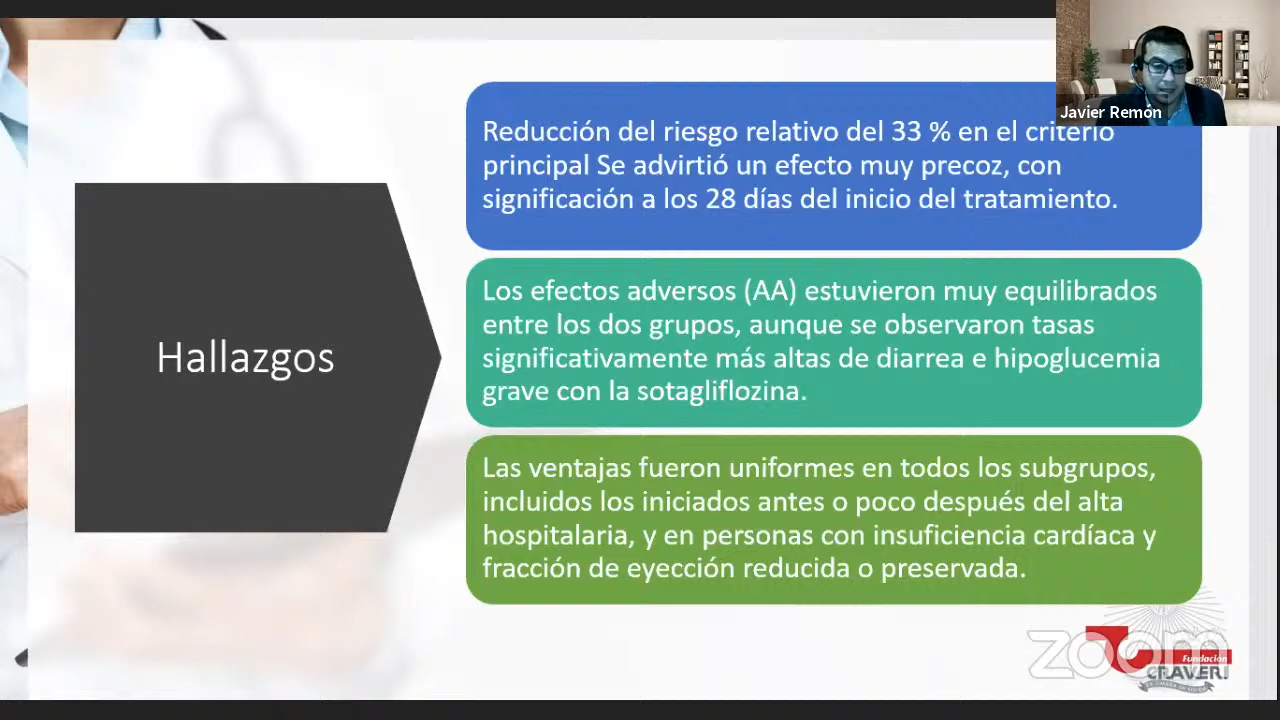 Javier Remón
Reducción del riesgo relativo del 33 % en el criterio
principal Se advirtió un efecto muy precoz, con
significación a los 28 días del inicio del tratamiento.
Hallazgos
Los efectos adversos (AA) estuvieron muy equilibrados
entre los dos grupos, aunque se observaron tasas
significativamente más altas de diarrea e hipoglucemia
grave con la sotagliflozina.
Las ventajas fueron uniformes en todos los subgrupos,
incluidos los iniciados antes o poco después del alta
hospitalaria, y en personas con insuficiencia cardíaca y
fracción de eyección reducida o preservada.
zoom
Fundación
CRAVERI